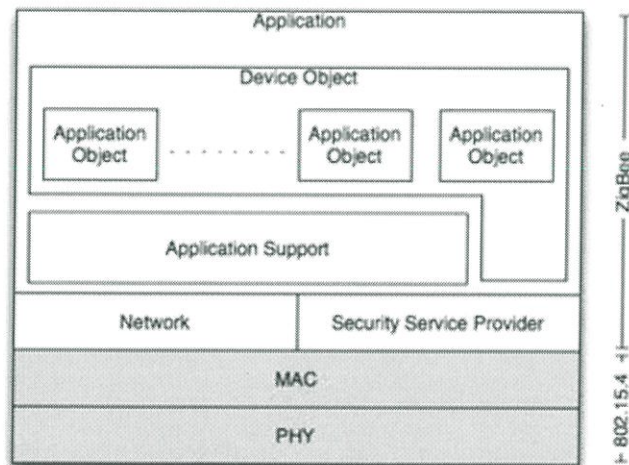 Application
Device Object
Application
Object
Application
Object
Application
Object
Application Support
Network
Security Service Provider
MAC
PHY
ZigBee
802.15.4